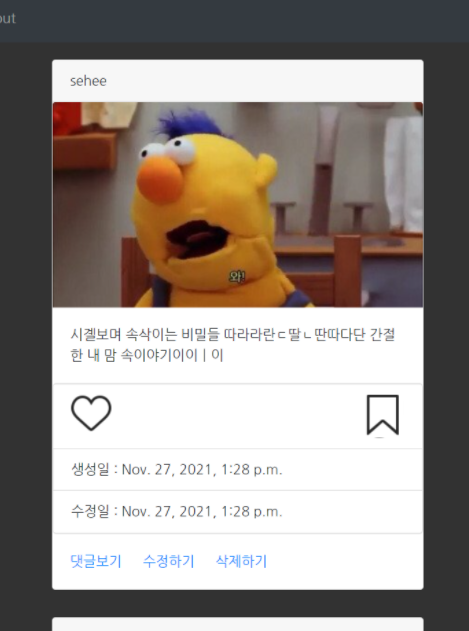 out
sehee
와!
시곌보며 속삭이는 비밀들 따라라란ㄷ딸ㄴ딴따다단 간절
한 내 맘 속이야기이이ㅣ이
생성일 : Nov. 27, 2021, 1:28 p.m.
수정일 : Nov. 27, 2021, 1:28 p.m.
댓글보기 수정하기 삭제하기